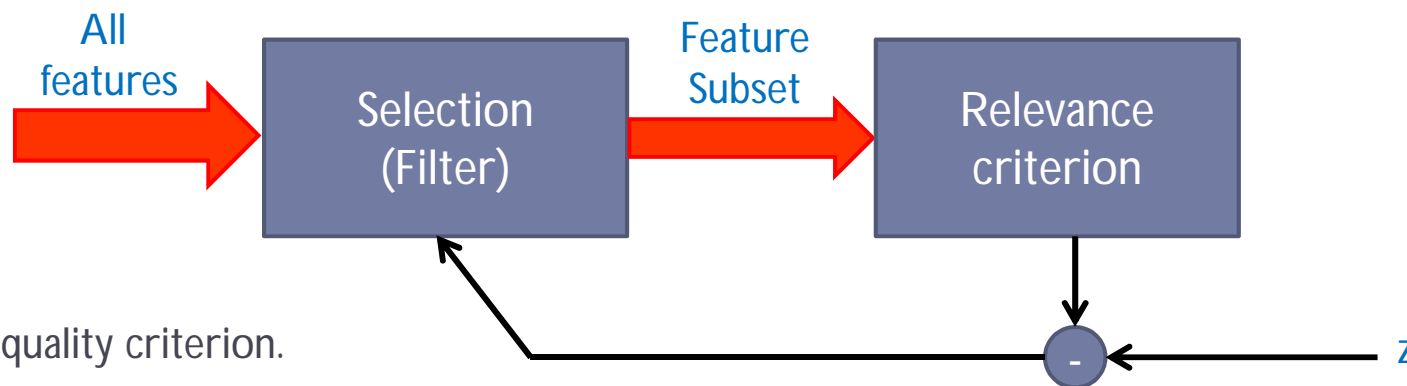 All
features
Selection
(Filter)
Feature
Subset
Relevance
criterion
quality criterion.
-
z